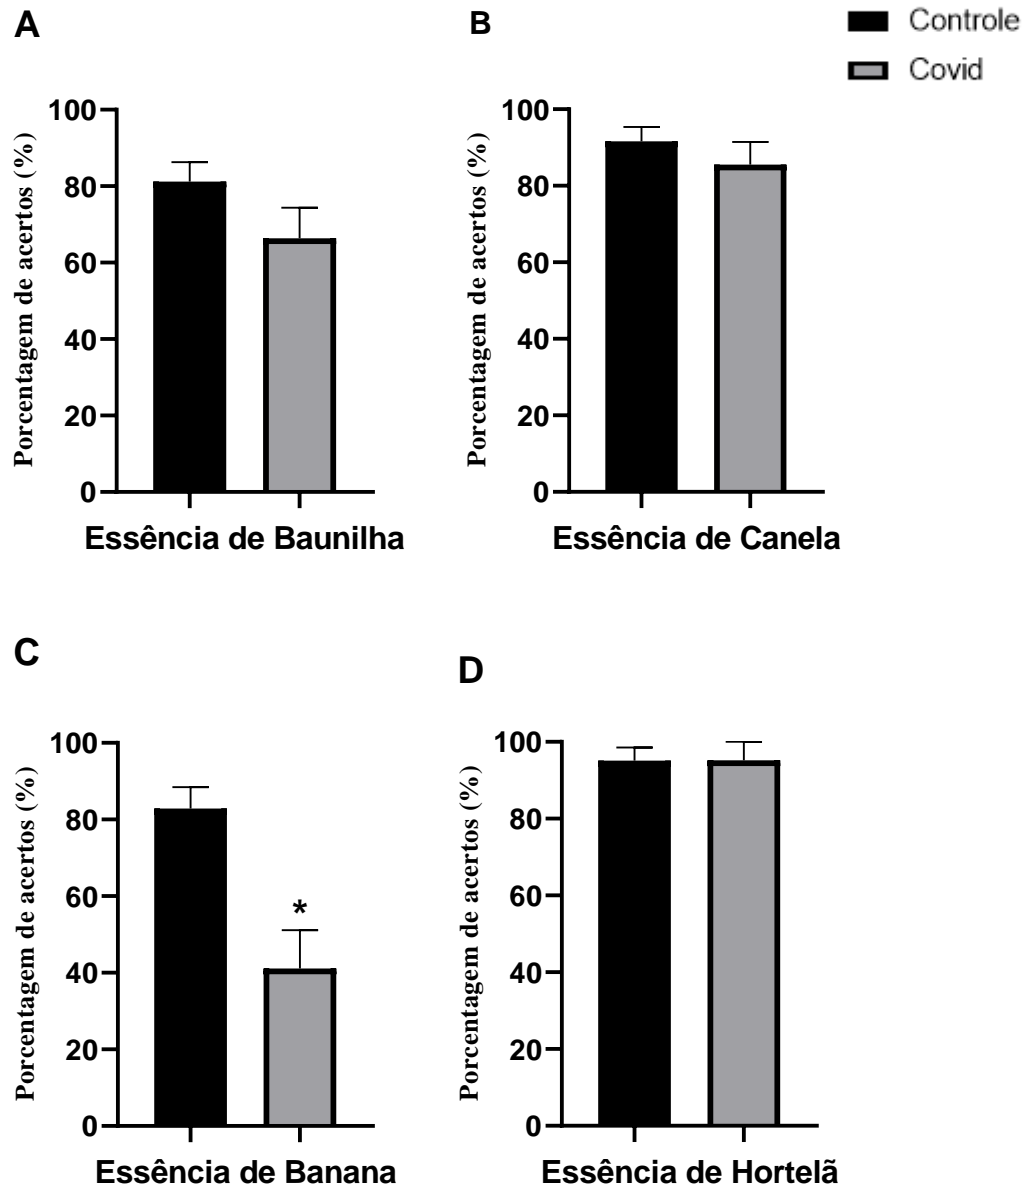 A
B
Controle
Covid
Porcentagem de acertos (%)
100
80
60
40
20
0
Essência de Baunilha
Porcentagem de acertos (%)
100
80
60
40
20
0
Essência de Canela
C
D
Porcentagem de acertos (%)
100
80
60
40
20
0
*
Essência de Banana
Porcentagem de acertos (%)
100
80
60
40
20
0
Essência de Hortelã